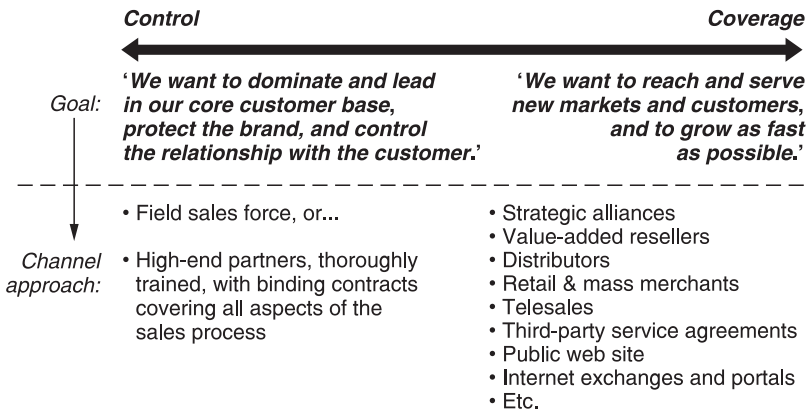 Control
Coverage
Goal:
‘We want to dominate and lead
in our core customer base,
protect the brand, and control
the relationship with the customer.’
‘We want to reach and serve
new markets and customers,
and to grow as fast
as possible.’
Channel
approach:
• Field sales force, or...
• High-end partners, thoroughly
trained, with binding contracts
covering all aspects of the
sales process
• Strategic alliances
• Value-added resellers
• Distributors
• Retail & mass merchants
• Telesales
• Third-party service agreements
• Public web site
• Internet exchanges and portals
• Etc.